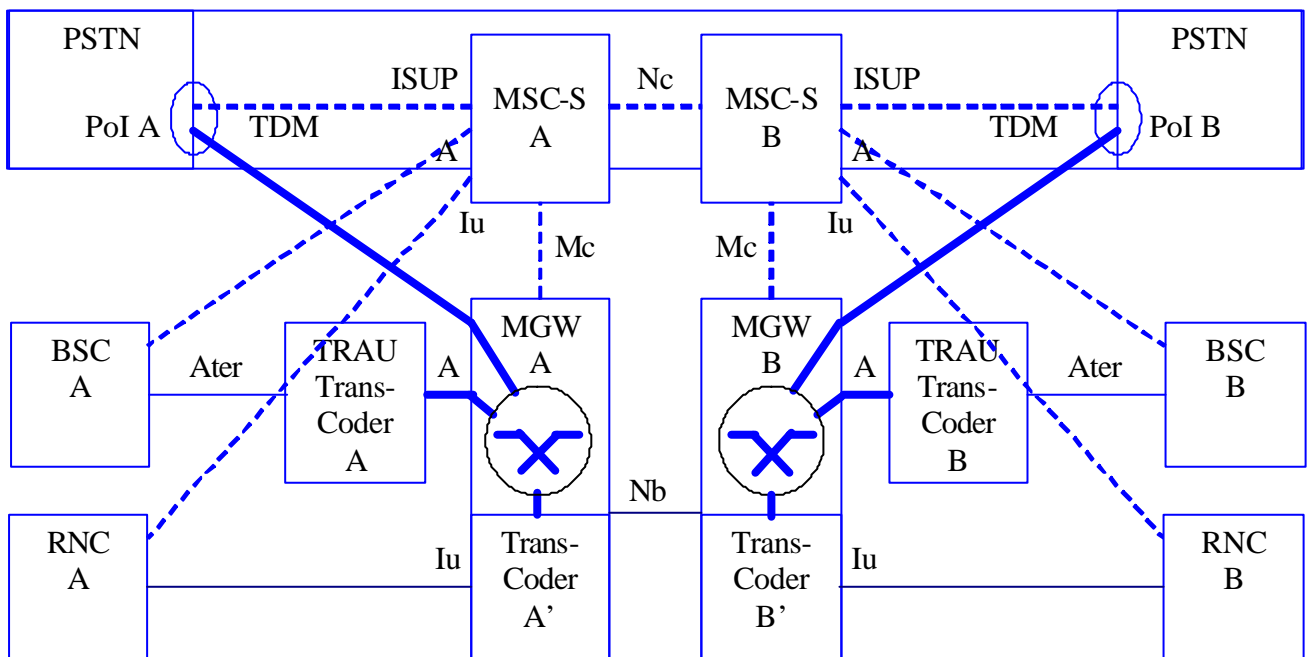 PSTN
PSTN
ISUP
MSC-S
A
Nc
MSC-S
B
ISUP
PoI A
TDM
TDM
PoI B
A
A
Iu
Iu
Mc
Mc
BSC
A
Ater
TRAU
Trans-
Coder
A
A
MGW
A
MGW
B
A
TRAU
Trans-
Coder
B
Ater
BSC
B
Nb
RNC
A
Iu
Trans-
Coder
A’
Trans-
Coder
B’
Iu
RNC
B